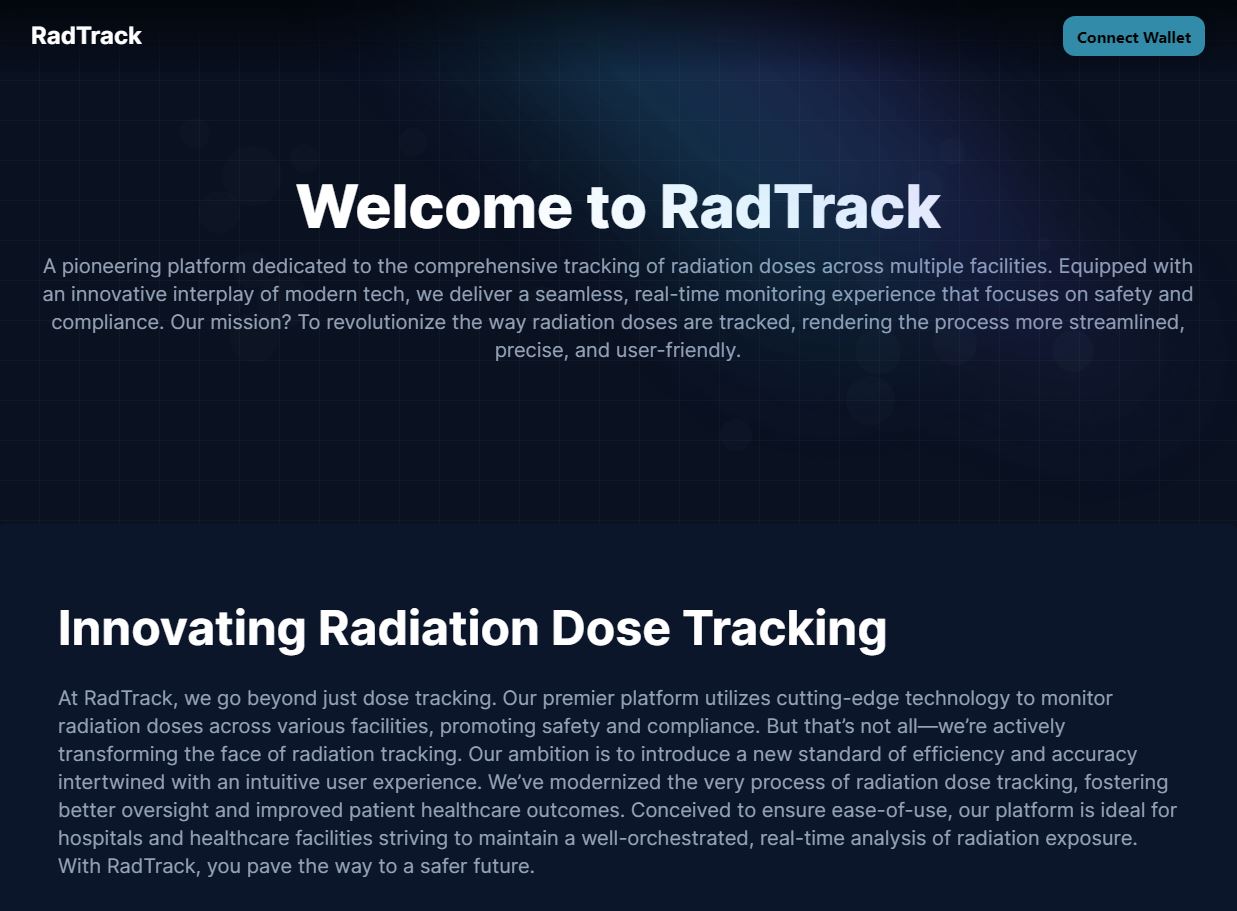 RadTrack
Connect Wallet
Welcome to RadTrack
A pioneering platform dedicated to the comprehensive tracking of radiation doses across multiple facilities. Equipped with
an innovative interplay of modern tech, we deliver a seamless, real-time monitoring experience that focuses on safety and
compliance. Our mission? To revolutionize the way radiation doses are tracked, rendering the process more streamlined,
precise, and user-friendly.
Innovating Radiation Dose Tracking
At RadTrack, we go beyond just dose tracking. Our premier platform utilizes cutting-edge technology to monitor
radiation doses across various facilities, promoting safety and compliance. But that’s not all—we’re actively
transforming the face of radiation tracking. Our ambition is to introduce a new standard of efficiency and accuracy
intertwined with an intuitive user experience. We’ve modernized the very process of radiation dose tracking, fostering
better oversight and improved patient healthcare outcomes. Conceived to ensure ease-of-use, our platform is ideal for
hospitals and healthcare facilities striving to maintain a well-orchestrated, real-time analysis of radiation exposure.
With RadTrack, you pave the way to a safer future.